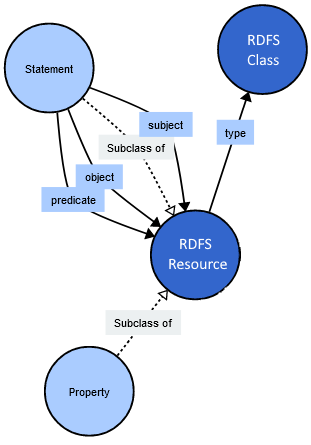 RDFS
Class
Statement
subject
type
Subclass of
object
predicate
RDFS
Resource
Subclass of
Property